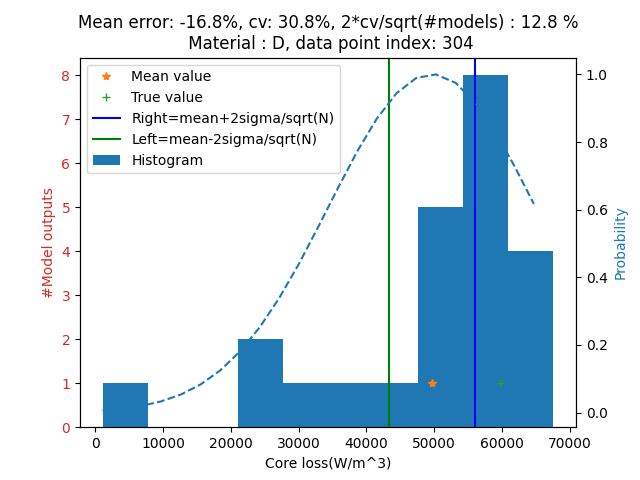 Mean error: -16.8%, cv: 30.8%, 2*cv/sqrt(#models) : 12.8 %
Material : D, data point index: 304
Mean value
True value
Right=mean+2sigma/sqrt(N)
Left=mean-2sigma/sqrt(N)
Histogram
#Model outputs
8
7
6
5
4
3
2
1
0
1.0
0.8
0.6
0.4
0.2
0.0
Probability
0 10000 20000 30000 40000 50000 60000 70000
Core loss(W/m^3)